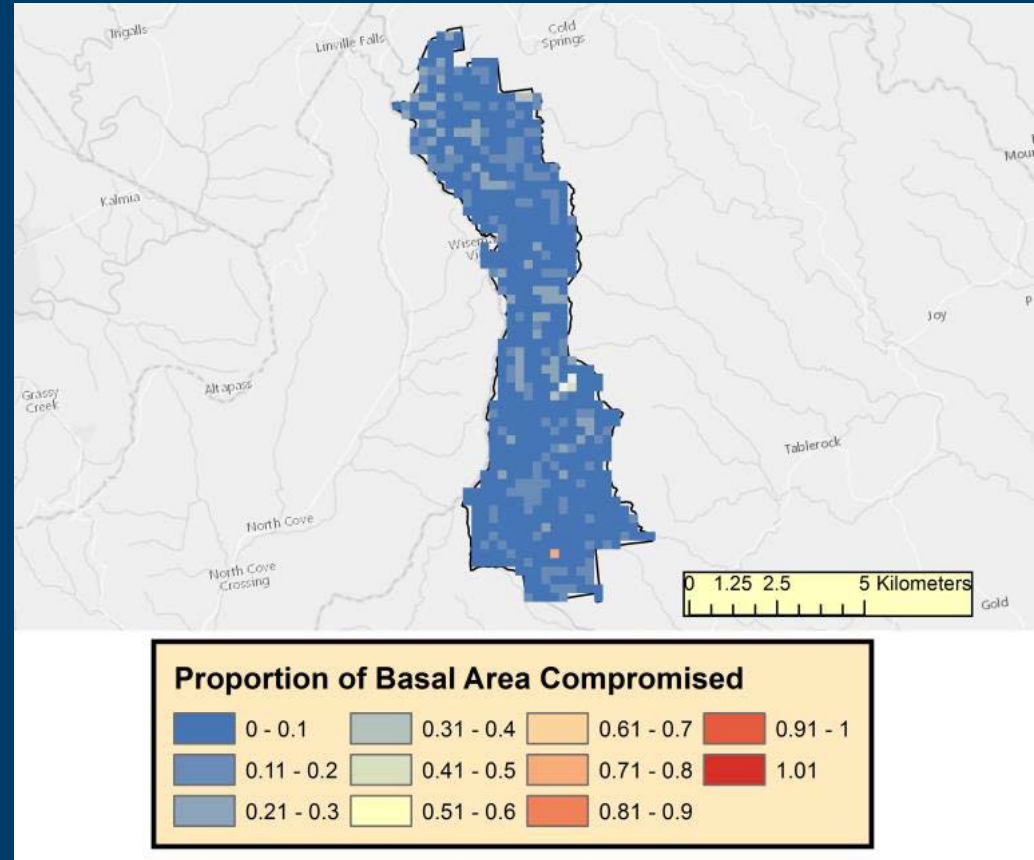 Irigalls
Linville Falls
Cold
Springs
Kalmia
Joy
P
Altapass
Grassy
Creek
Tablerock
North Cove
North Cove
Crossing
0 1.25 2.5 5 Kilometers
Gold
Proportion of Basal Area Compromised
0 - 0.1
0.11 - 0.2
0.21 - 0.3
0.31 - 0.4
0.41 - 0.5
0.51 - 0.6
0.61 - 0.7
0.71 - 0.8
0.81 - 0.9
0.91 - 1
1.01